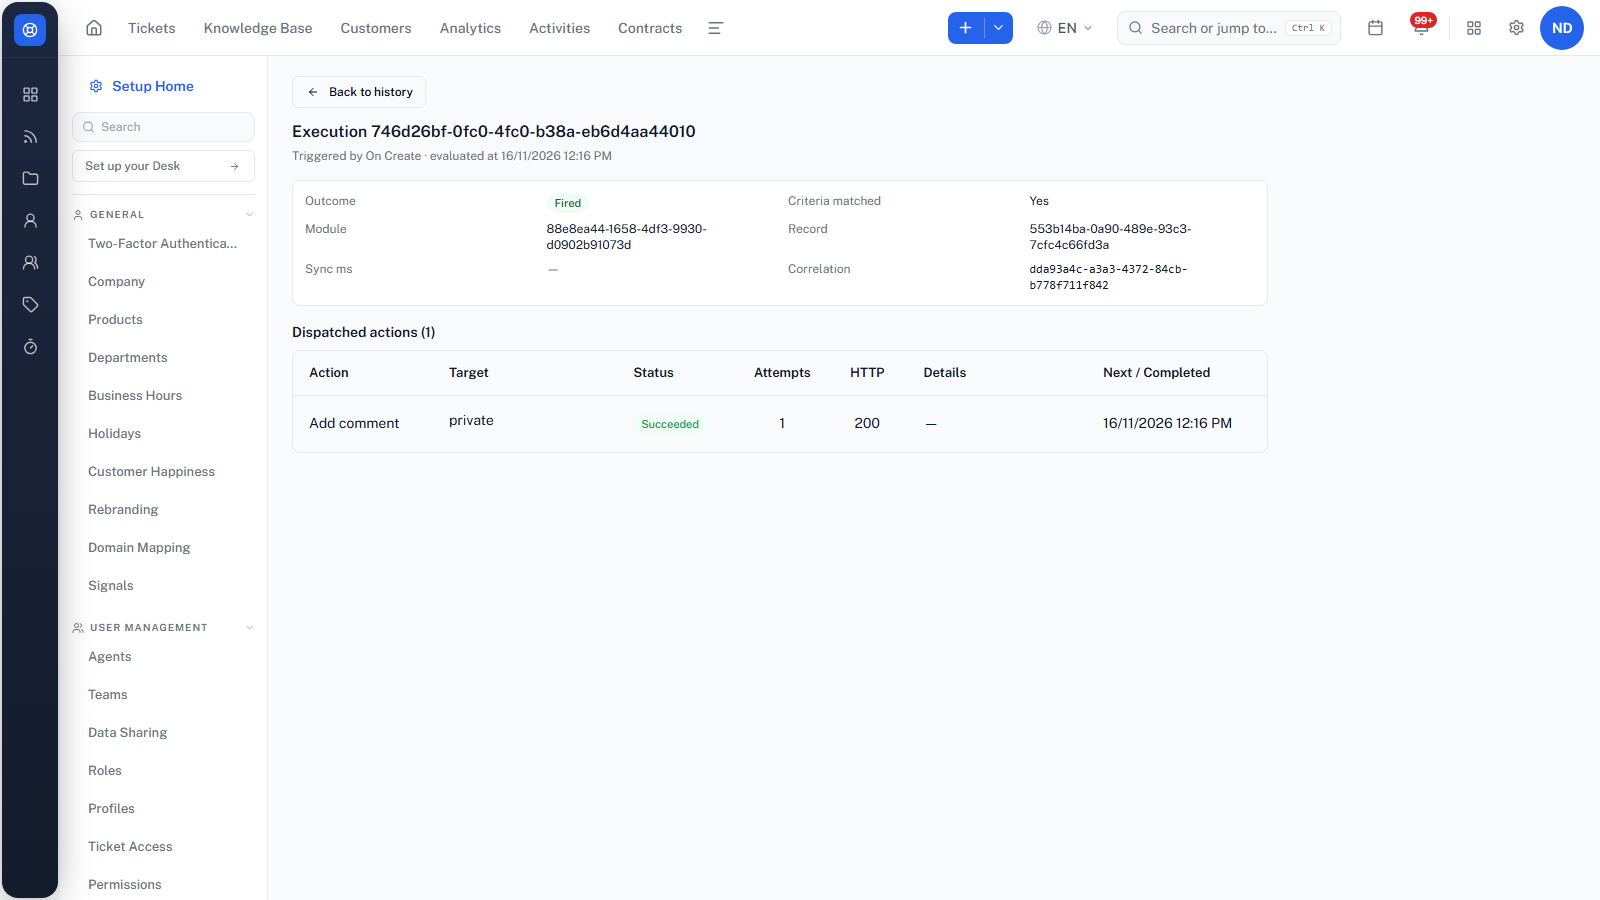 Tickets
Knowledge Base
Customers
Analytics
Activities
Contracts
EN
Search or jump to...
Ctrl K
99+
ND
Setup Home
Search
Set up your Desk
GENERAL
Two-Factor Authentica...
Company
Products
Departments
Business Hours
Holidays
Customer Happiness
Rebranding
Domain Mapping
Signals
USER MANAGEMENT
Agents
Teams
Data Sharing
Roles
Profiles
Ticket Access
Permissions
Back to history
Execution 746d26bf-0fc0-4fc0-b38a-eb6d4aa44010
Triggered by On Create · evaluated at 16/11/2026 12:16 PM
Outcome
Fired
Criteria matched
Yes
Module
88e8ea44-1658-4df3-9930-
d0902b91073d
Record
553b14ba-0a90-489e-93c3-
7cfc4c66fd3a
Sync ms
—
Correlation
dda93a4c-a3a3-4372-84cb-
b778f711f842
Dispatched actions (1)
Action
Target
Status
Attempts
HTTP
Details
Next / Completed
Add comment
private
Succeeded
1
200
—
16/11/2026 12:16 PM